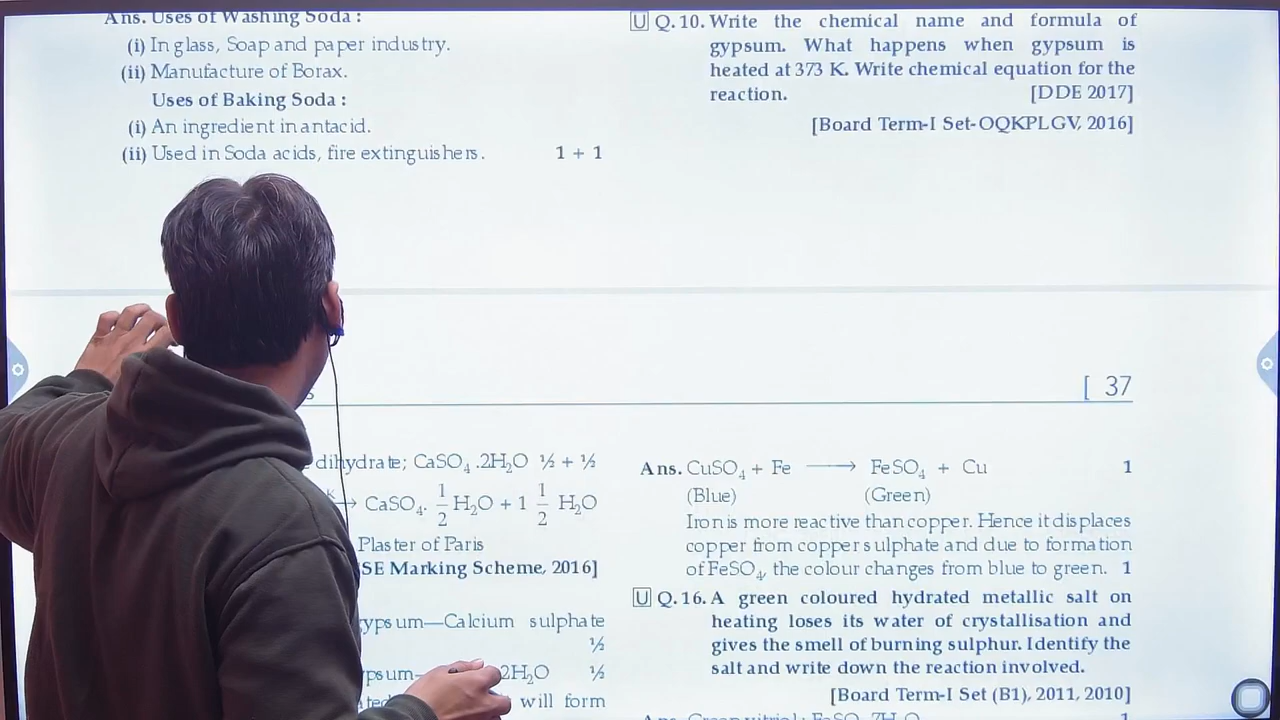 Ans. Uses of Washing Soda :
(i) In glass, Soap and paper industry.
(ii) Manufacture of Borax.
Uses of Baking Soda :
(i) An ingredient in antacid.
(ii) Used in Soda acids, fire extinguishers. 1 + 1
U Q. 10. Write the chemical name and formula of
gypsum. What happens when gypsum is
heated at 373 K. Write chemical equation for the
reaction. [DDE 2017]
[Board Term-I Set-OQKPLGV, 2016]
[ 37
dihydrate; CaSO₄.2H₂O ½ + ½
K → CaSO₄. 1/2 H₂O + 1 1/2 H₂O
Plaster of Paris
SE Marking Scheme, 2016]
gypsum—Calcium sulphate
½
2H₂O ½
will form
Ans. CuSO₄ + Fe ⟶ FeSO₄ + Cu 1
(Blue) (Green)
Iron is more reactive than copper. Hence it displaces
copper from copper sulphate and due to formation
of FeSO₄, the colour changes from blue to green. 1
U Q. 16. A green coloured hydrated metallic salt on
heating loses its water of crystallisation and
gives the smell of burning sulphur. Identify the
salt and write down the reaction involved.
[Board Term-I Set (B1), 2011, 2010]
Ans. Green vitriol : FeSO₄.7H₂O 1